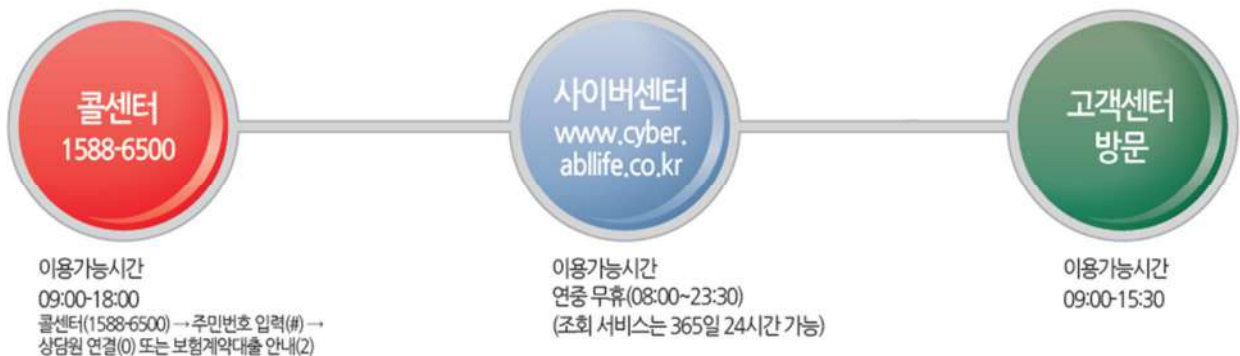 콜센터
1588-6500
사이버센터
www.cyber.
abllife.co.kr
고객센터
방문
이용가능시간
09:00-18:00
콜센터(1588-6500) → 주민번호 입력(#) →
상담원 연결(0) 또는 보험계약대출 안내(2)
이용가능시간
연중 무휴(08:00~23:30)
(조회 서비스는 365일 24시간 가능)
이용가능시간
09:00-15:30